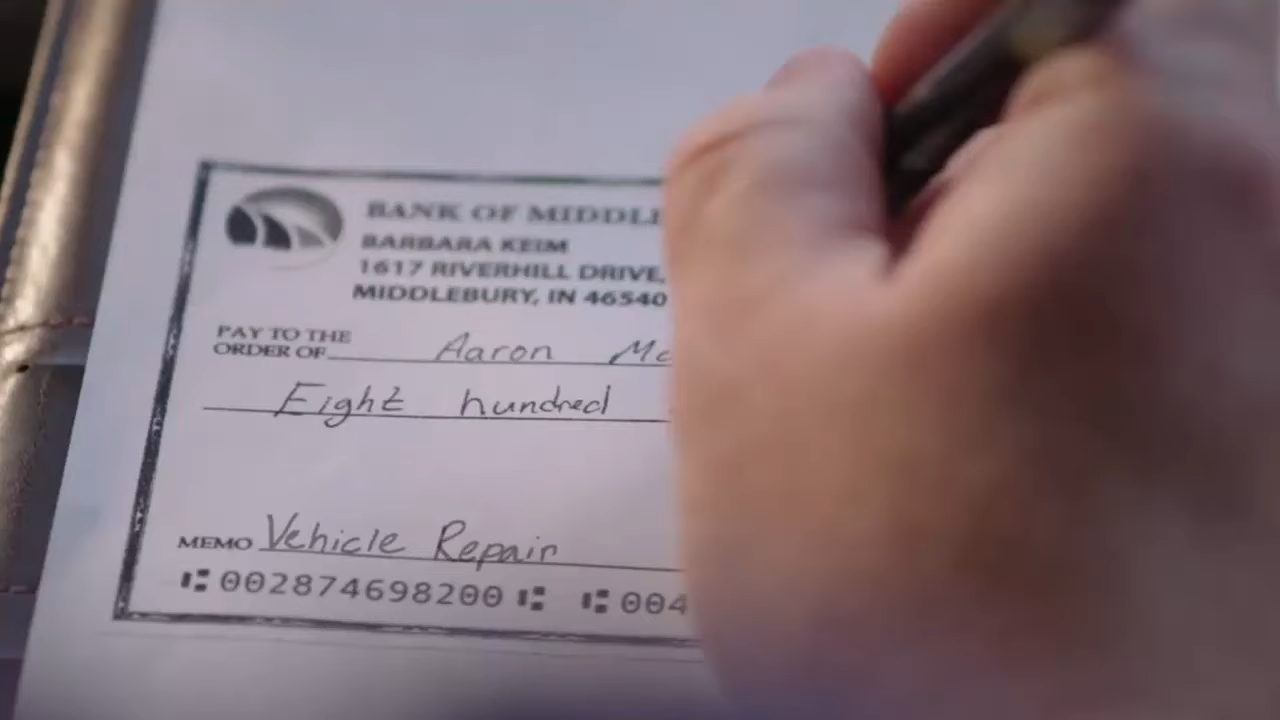 BANK OF
BARBARA KEIM
1617 RIVERHILL DRIVE,
MIDDLEBURY, IN 46540
PAY TO THE
ORDER OF Aaron
Eight hundred
MEMO Vehicle Repair
⑆002874698200⑆ ⑆004